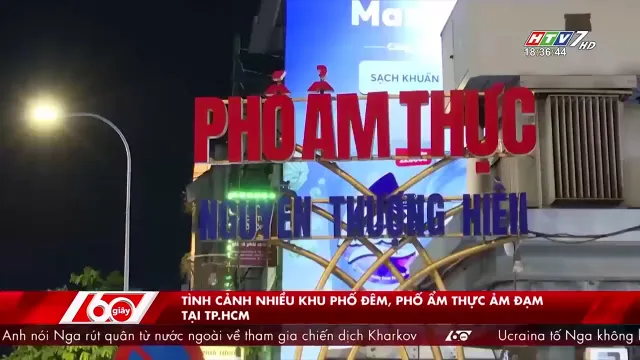 Ma
SẠCH KHUẨN
HTV7 HD
18:36:44
PHỐ ẨM THỰC
NGUYỄN THƯỢNG HIỀN
60 giây
TÌNH CẢNH NHIỀU KHU PHỐ ĐÊM, PHỐ ẨM THỰC ẢM ĐẠM
TẠI TP.HCM
Anh nói Nga rút quân từ nước ngoài về tham gia chiến dịch Kharkov
60
Ucraina tố Nga không